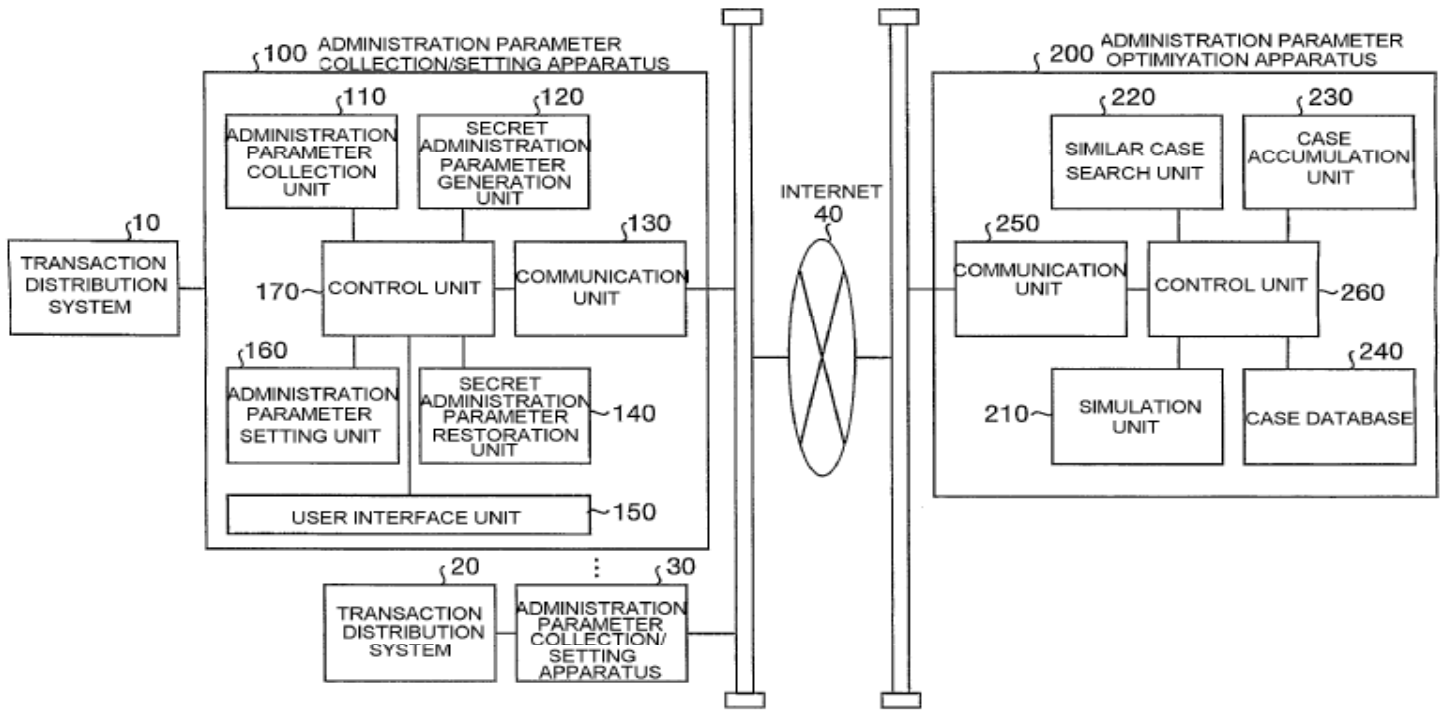 100
ADMINISTRATION PARAMETER
COLLECTION/SETTING APPARATUS
110
ADMINISTRATION
PARAMETER
COLLECTION
UNIT
120
SECRET
ADMINISTRATION
PARAMETER
GENERATION
UNIT
10
TRANSACTION
DISTRIBUTION
SYSTEM
170
CONTROL UNIT
130
COMMUNICATION
UNIT
160
ADMINISTRATION
PARAMETER
SETTING UNIT
SECRET
ADMINISTRATION
PARAMETER
RESTORATION
UNIT
140
USER INTERFACE UNIT
150
20
TRANSACTION
DISTRIBUTION
SYSTEM
30
ADMINISTRATION
PARAMETER
COLLECTION/
SETTING
APPARATUS
INTERNET
40
200
ADMINISTRATION PARAMETER
OPTIMIYATION APPARATUS
220
SIMILAR CASE
SEARCH UNIT
230
CASE
ACCUMULATION
UNIT
250
COMMUNICATION
UNIT
CONTROL UNIT
260
210
SIMULATION
UNIT
240
CASE DATABASE